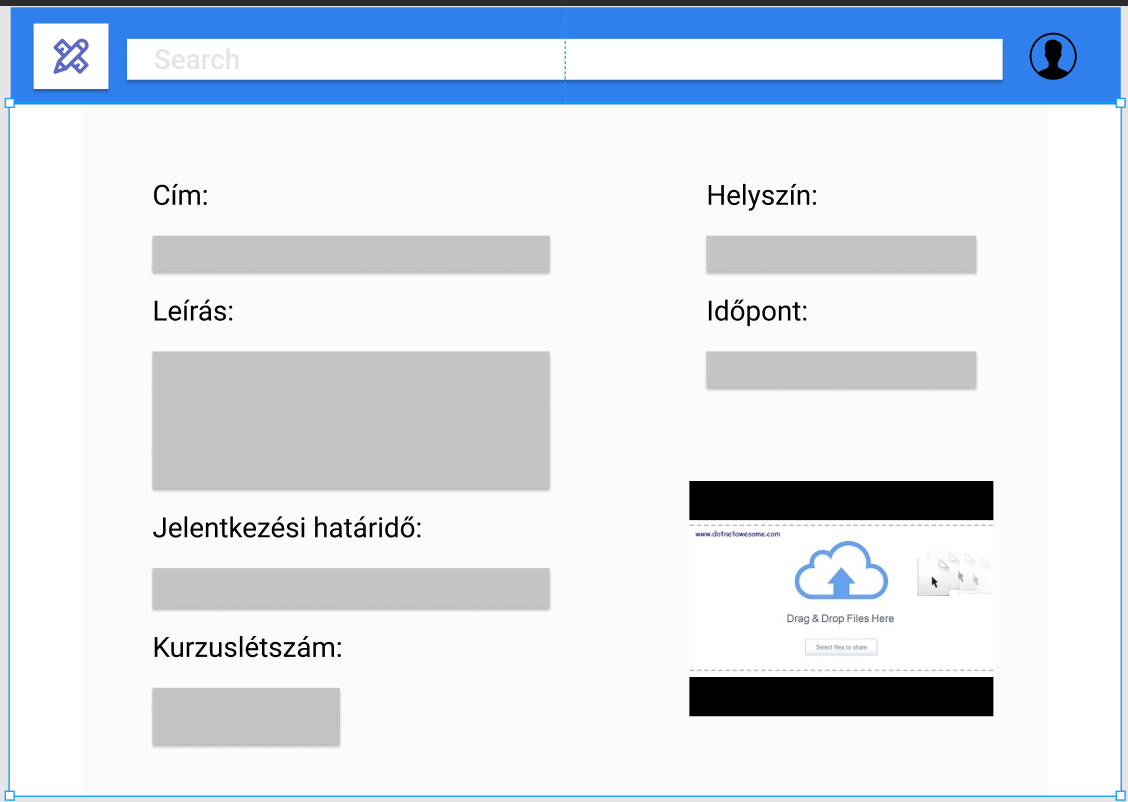 Search
Cím:
Helyszín:
Leírás:
Időpont:
Jelentkezési határidő:
www.dotnetawesome.com
Drag & Drop Files Here
Select files to share
Kurzuslétszám: